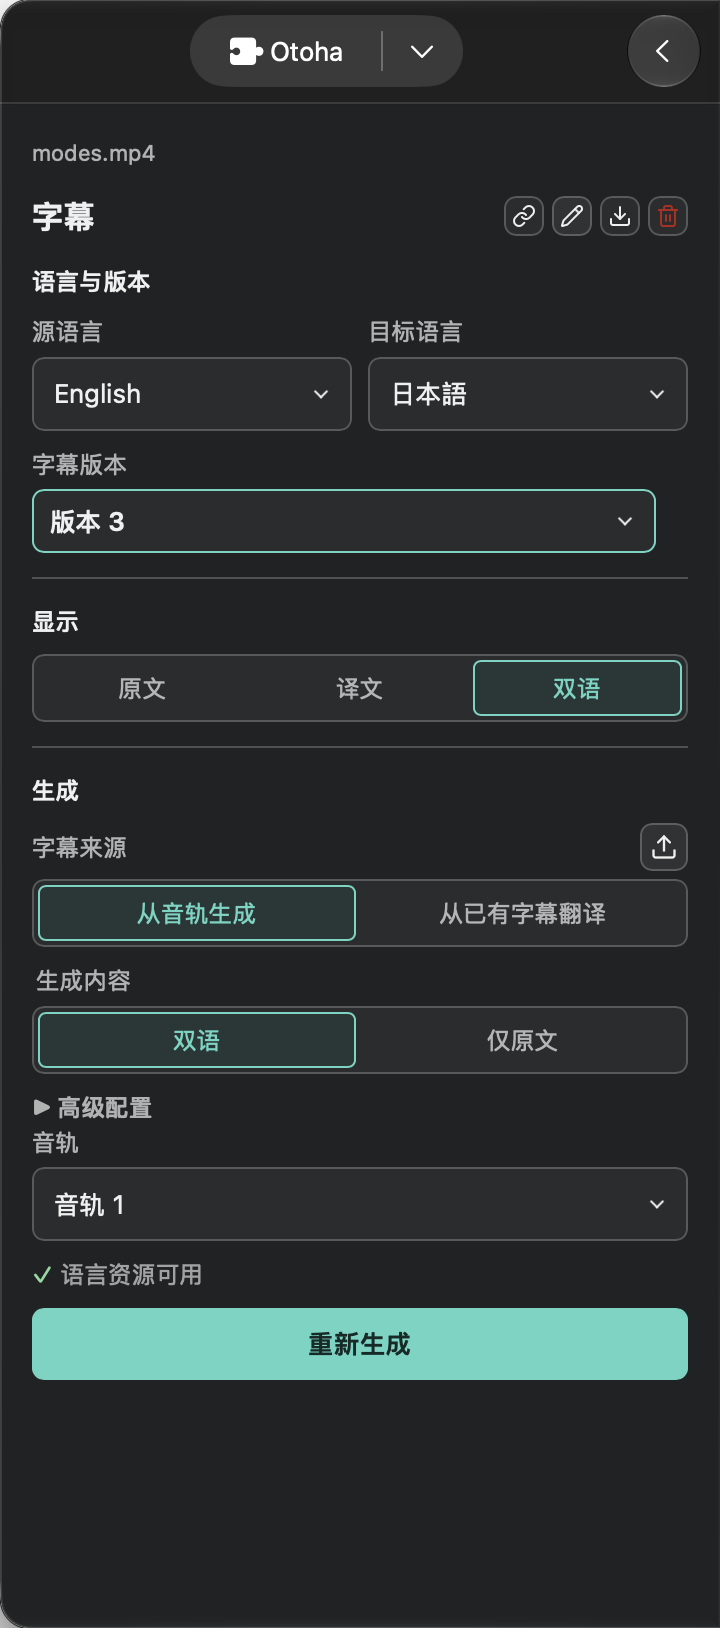 Otoha
modes.mp4
字幕
语言与版本
源语言 目标语言
English 日本語
字幕版本
版本 3
显示
原文 译文 双语
生成
字幕来源
从音轨生成 从已有字幕翻译
生成内容
双语 仅原文
高级配置
音轨
音轨 1
语言资源可用
重新生成